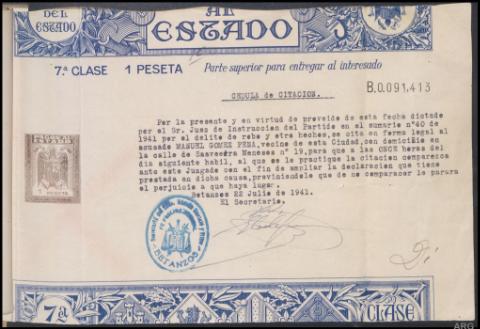 DEL
ESTADO
AL
ESTADO
7.ª CLASE 1 PESETA Parte superior para entregar al interesado
B.0.091,413
CEDULA DE CITACION.
Por la presente y en virtud de proveido de esta fecha dictado
por el Sr. Juez de Instruccion del Partido en el sumario nº40 de
1941 por el delito de robo y otro hechos, se cita en forma legal al
acusado MANUEL GOMEZ PEÑA, vecino de esta Ciudad, con domicilio en
la calle de Saavedra Meneses nº 19, para que a las ONCE horas del
dia siguiente habil, al que se le practique la citacion comparezca
ante este Juzgado con el fin de ampliar la declaracion que tiene
prestada en dicha causa, previniendole que de no comparecer le parara
el perjuicio a que haya lugar.
Betanzos 22 Julio de 1941.
El Secretario.
BETANZOS
7ª CLASE
ARG